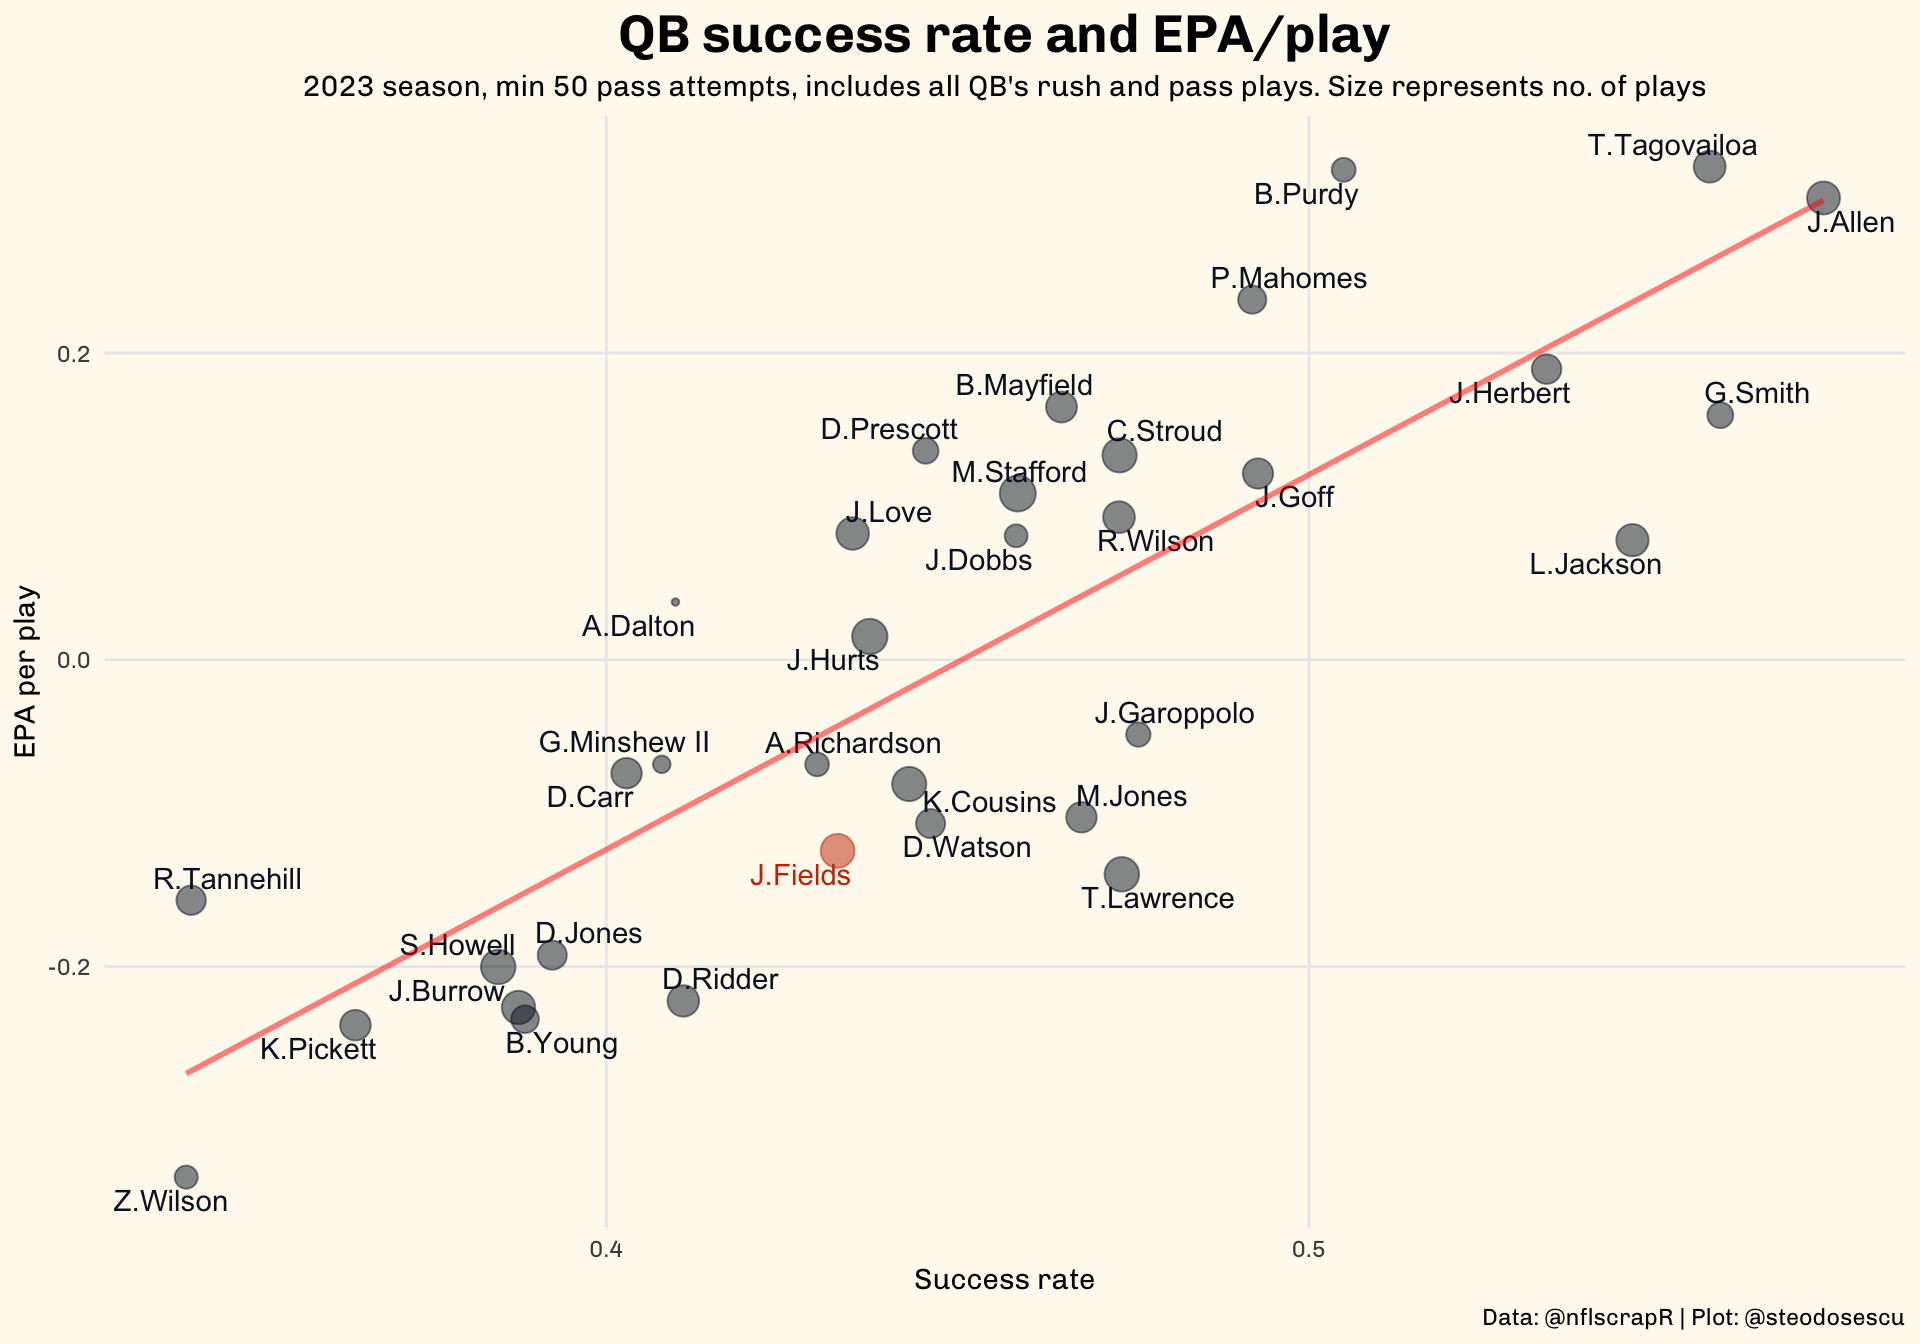 QB success rate and EPA/play
2023 season, min 50 pass attempts, includes all QB's rush and pass plays. Size represents no. of plays
T.Tagovailoa
B.Purdy
J.Allen
P.Mahomes
0.2
B.Mayfield
J.Herbert
G.Smith
D.Prescott
C.Stroud
M.Stafford
J.Goff
J.Love
R.Wilson
J.Dobbs
L.Jackson
A.Dalton
EPA per play
0.0
J.Hurts
J.Garoppolo
G.Minshew II
A.Richardson
D.Carr
K.Cousins
M.Jones
D.Watson
J.Fields
R.Tannehill
T.Lawrence
D.Jones
S.Howell
-0.2
D.Ridder
J.Burrow
B.Young
K.Pickett
Z.Wilson
0.4
0.5
Success rate
Data: @nflscrapR | Plot: @steodosescu